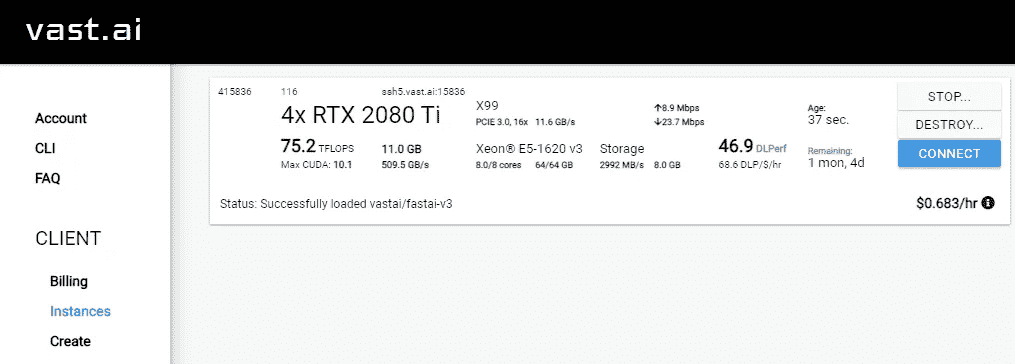 vast.ai
Account
CLI
FAQ
CLIENT
Billing
Instances
Create
415836 116 ssh5.vast.ai:15836
4x RTX 2080 Ti
75.2 TFLOPS 11.0 GB
Max CUDA: 10.1 509.5 GB/s
X99
PCIE 3.0, 16x 11.6 GB/s
Xeon® E5-1620 v3
8.0/8 cores 64/64 GB
↑8.9 Mbps
↓23.7 Mbps
Storage
2992 MB/s 8.0 GB
46.9 DLPerf
68.6 DLP/$/hr
Age:
37 sec.
Remaining:
1 mon, 4d
STOP...
DESTROY...
CONNECT
Status: Successfully loaded vastai/fastai-v3
$0.683/hr